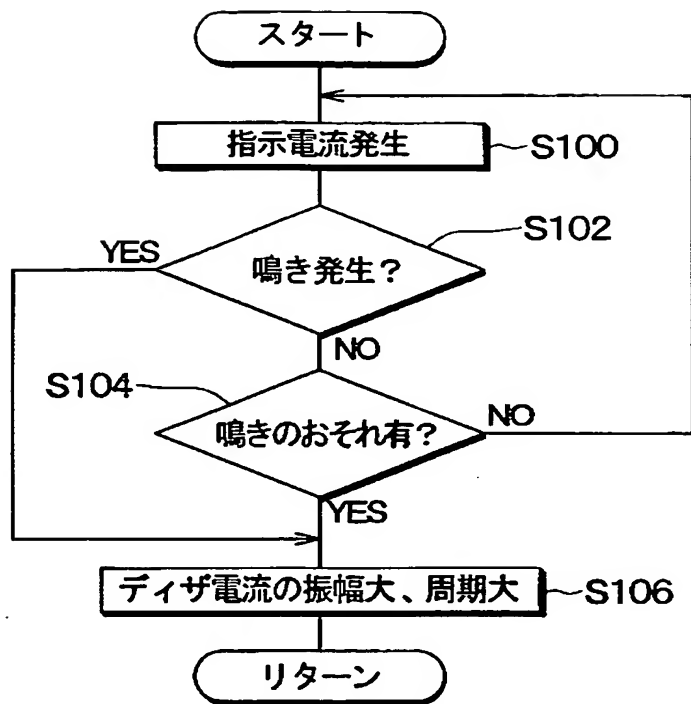 スタート
指示電流発生
S100
S102
YES
鳴き発生？
NO
S104
鳴きのおそれ有？
NO
YES
ディザ電流の振幅大、周期大
S106
リターン